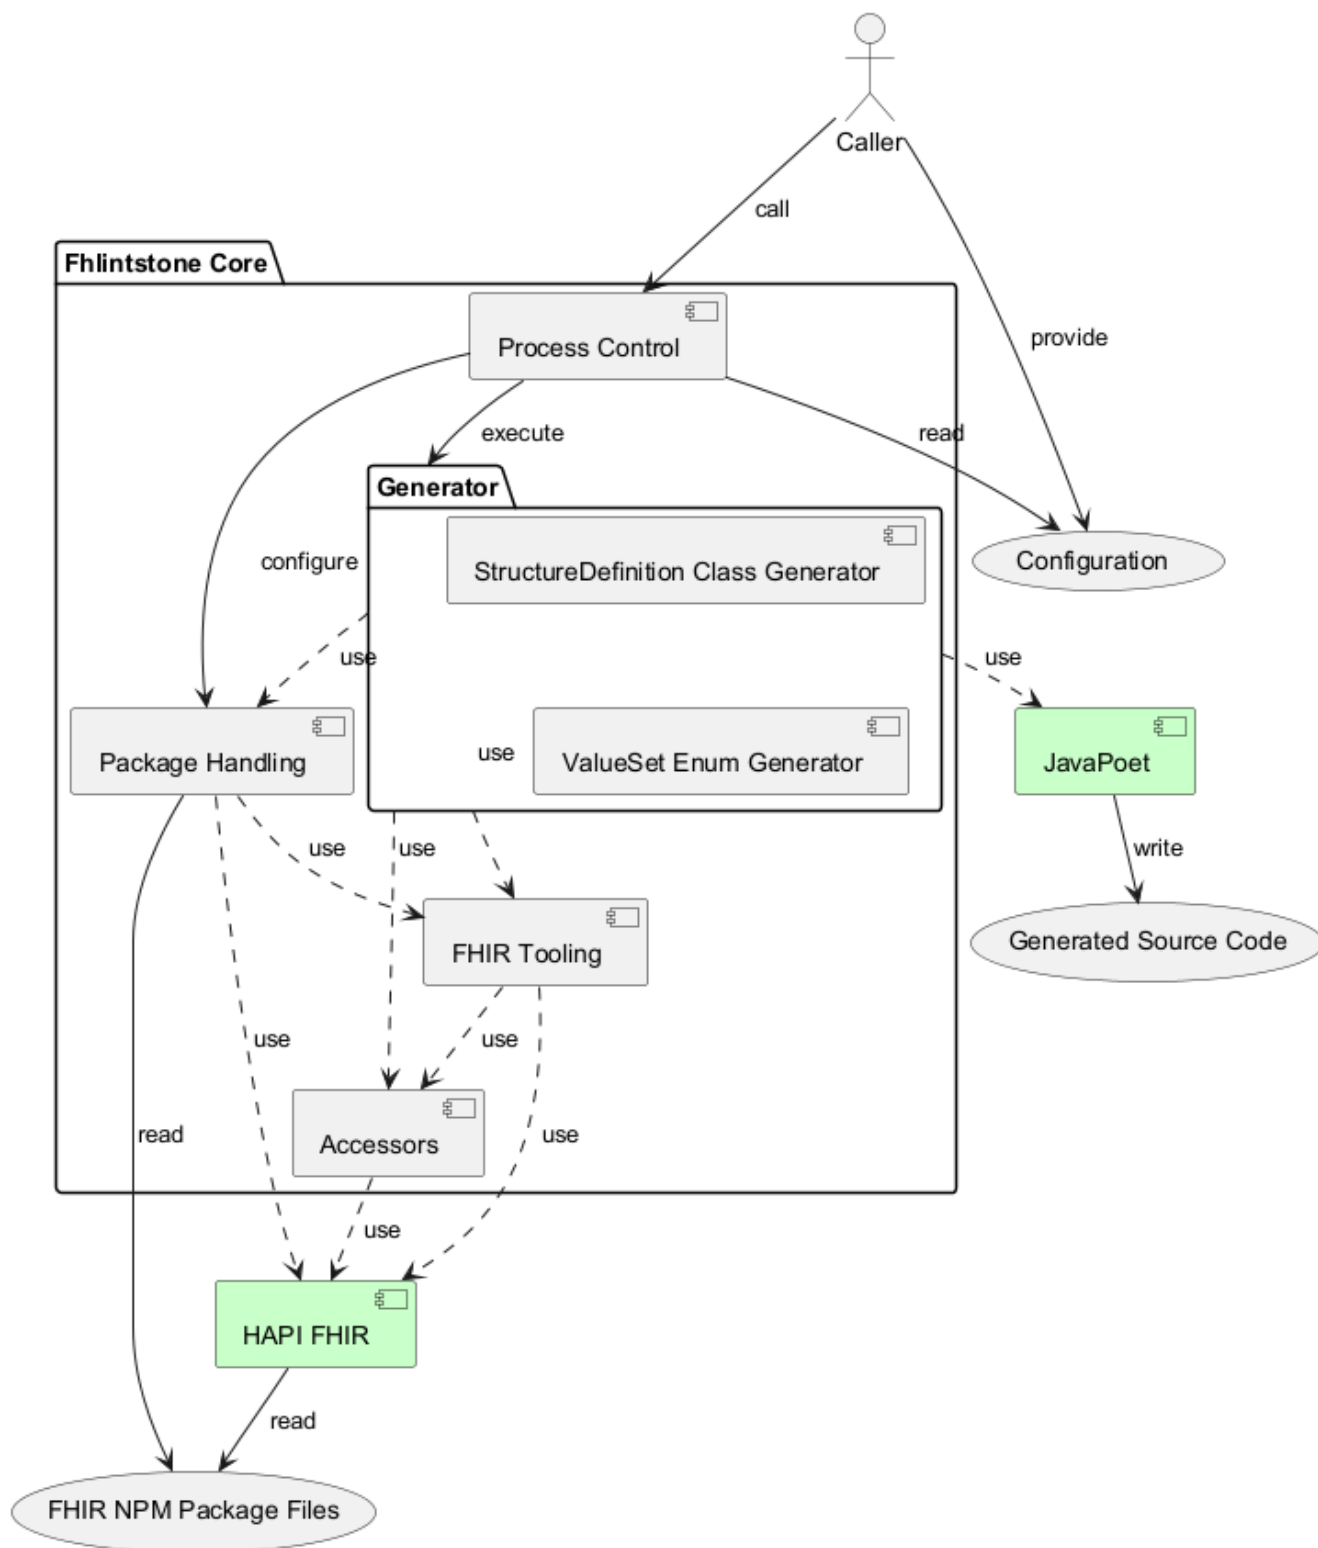 Caller
call
Fhlintstone Core
provide
Process Control
execute
read
Generator
configure
StructureDefinition Class Generator
Configuration
use
use
use
Package Handling
ValueSet Enum Generator
JavaPoet
use
use
write
FHIR Tooling
Generated Source Code
use
use
read
use
Accessors
use
HAPI FHIR
read
FHIR NPM Package Files